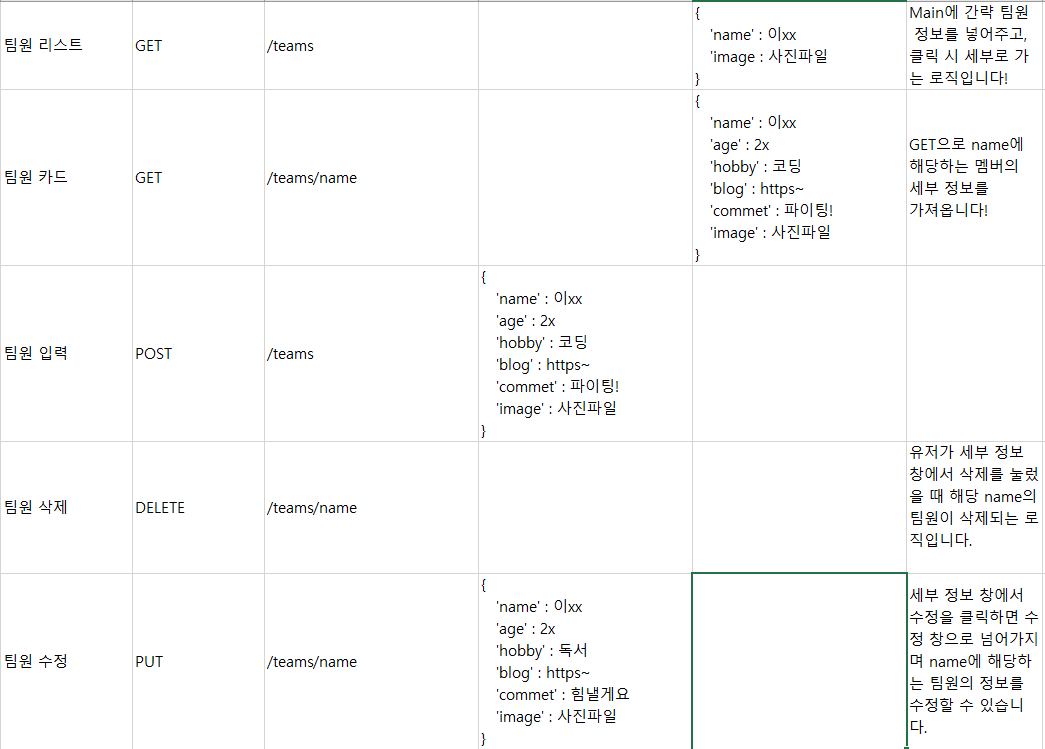 팀원 리스트
GET
/teams
{
'name' : 이xx
'image : 사진파일
}
Main에 간략 팀원
정보를 넣어주고,
클릭 시 세부로 가
는 로직입니다!
팀원 카드
GET
/teams/name
{
'name' : 이xx
'age' : 2x
'hobby' : 코딩
'blog' : https~
'commet' : 파이팅!
'image' : 사진파일
}
GET으로 name에
해당하는 멤버의
세부 정보를
가져옵니다!
팀원 입력
POST
/teams
{
'name' : 이xx
'age' : 2x
'hobby' : 코딩
'blog' : https~
'commet' : 파이팅!
'image' : 사진파일
}
팀원 삭제
DELETE
/teams/name
유저가 세부 정보
창에서 삭제를 눌렀
을 때 해당 name의
팀원이 삭제되는 로
직입니다.
팀원 수정
PUT
/teams/name
{
'name' : 이xx
'age' : 2x
'hobby' : 독서
'blog' : https~
'commet' : 힘낼게요
'image' : 사진파일
}
세부 정보 창에서
수정을 클릭하면 수
정 창으로 넘어가지
며 name에 해당하
는 팀원의 정보를
수정할 수 있습니
다.